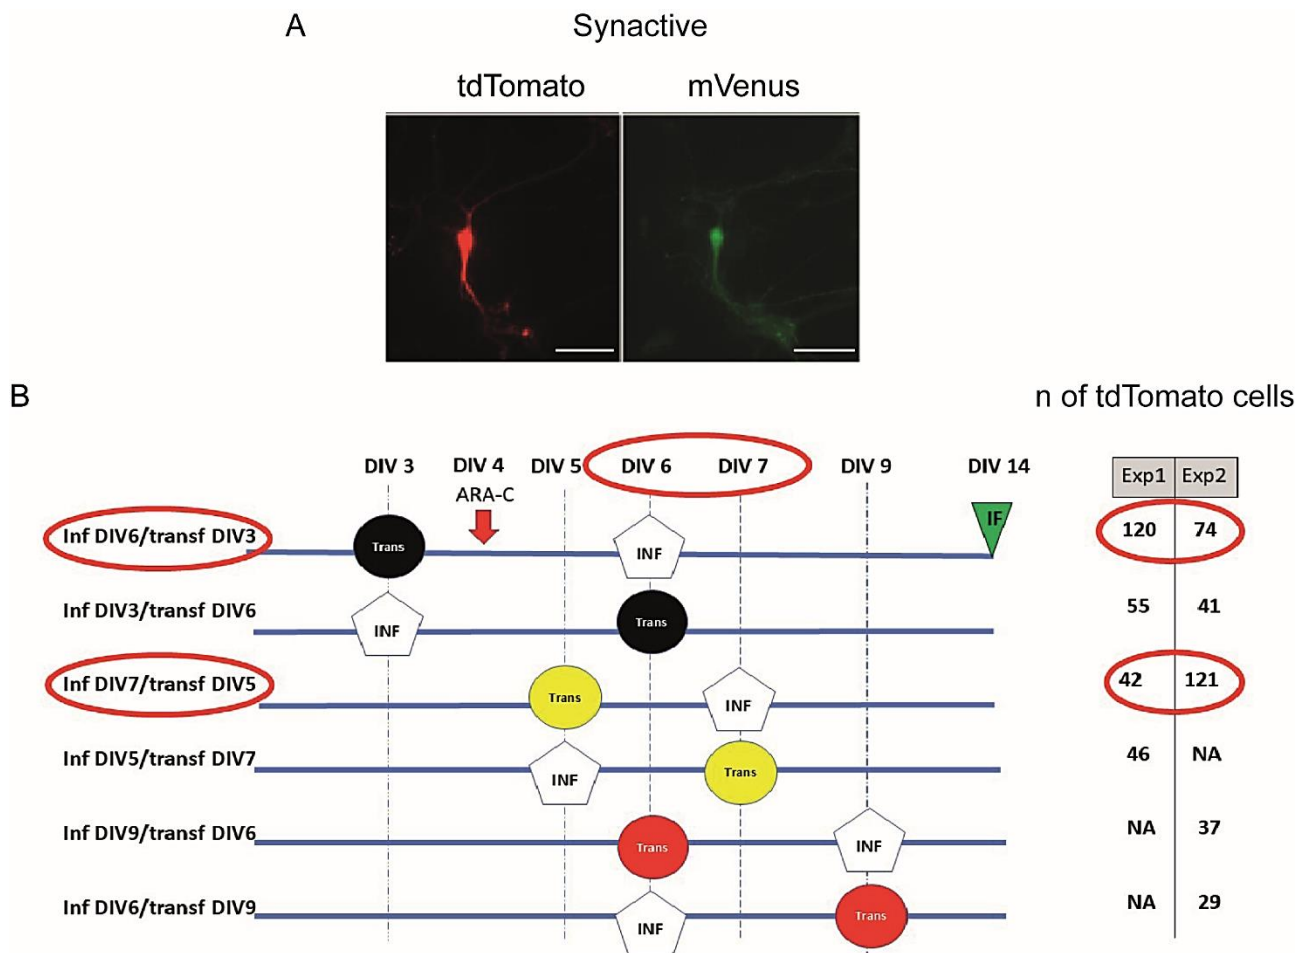 A
Synactive
tdTomato mVenus
B
n of tdTomato cells
DIV 3 DIV 4 DIV 5 DIV 6 DIV 7 DIV 9 DIV 14
ARA-C
Exp1 Exp2
Inf DIV6/transf DIV3 Trans INF IF 120 74
Inf DIV3/transf DIV6 INF Trans 55 41
Inf DIV7/transf DIV5 Trans INF 42 121
Inf DIV5/transf DIV7 INF Trans 46 NA
Inf DIV9/transf DIV6 Trans INF NA 37
Inf DIV6/transf DIV9 INF Trans NA 29